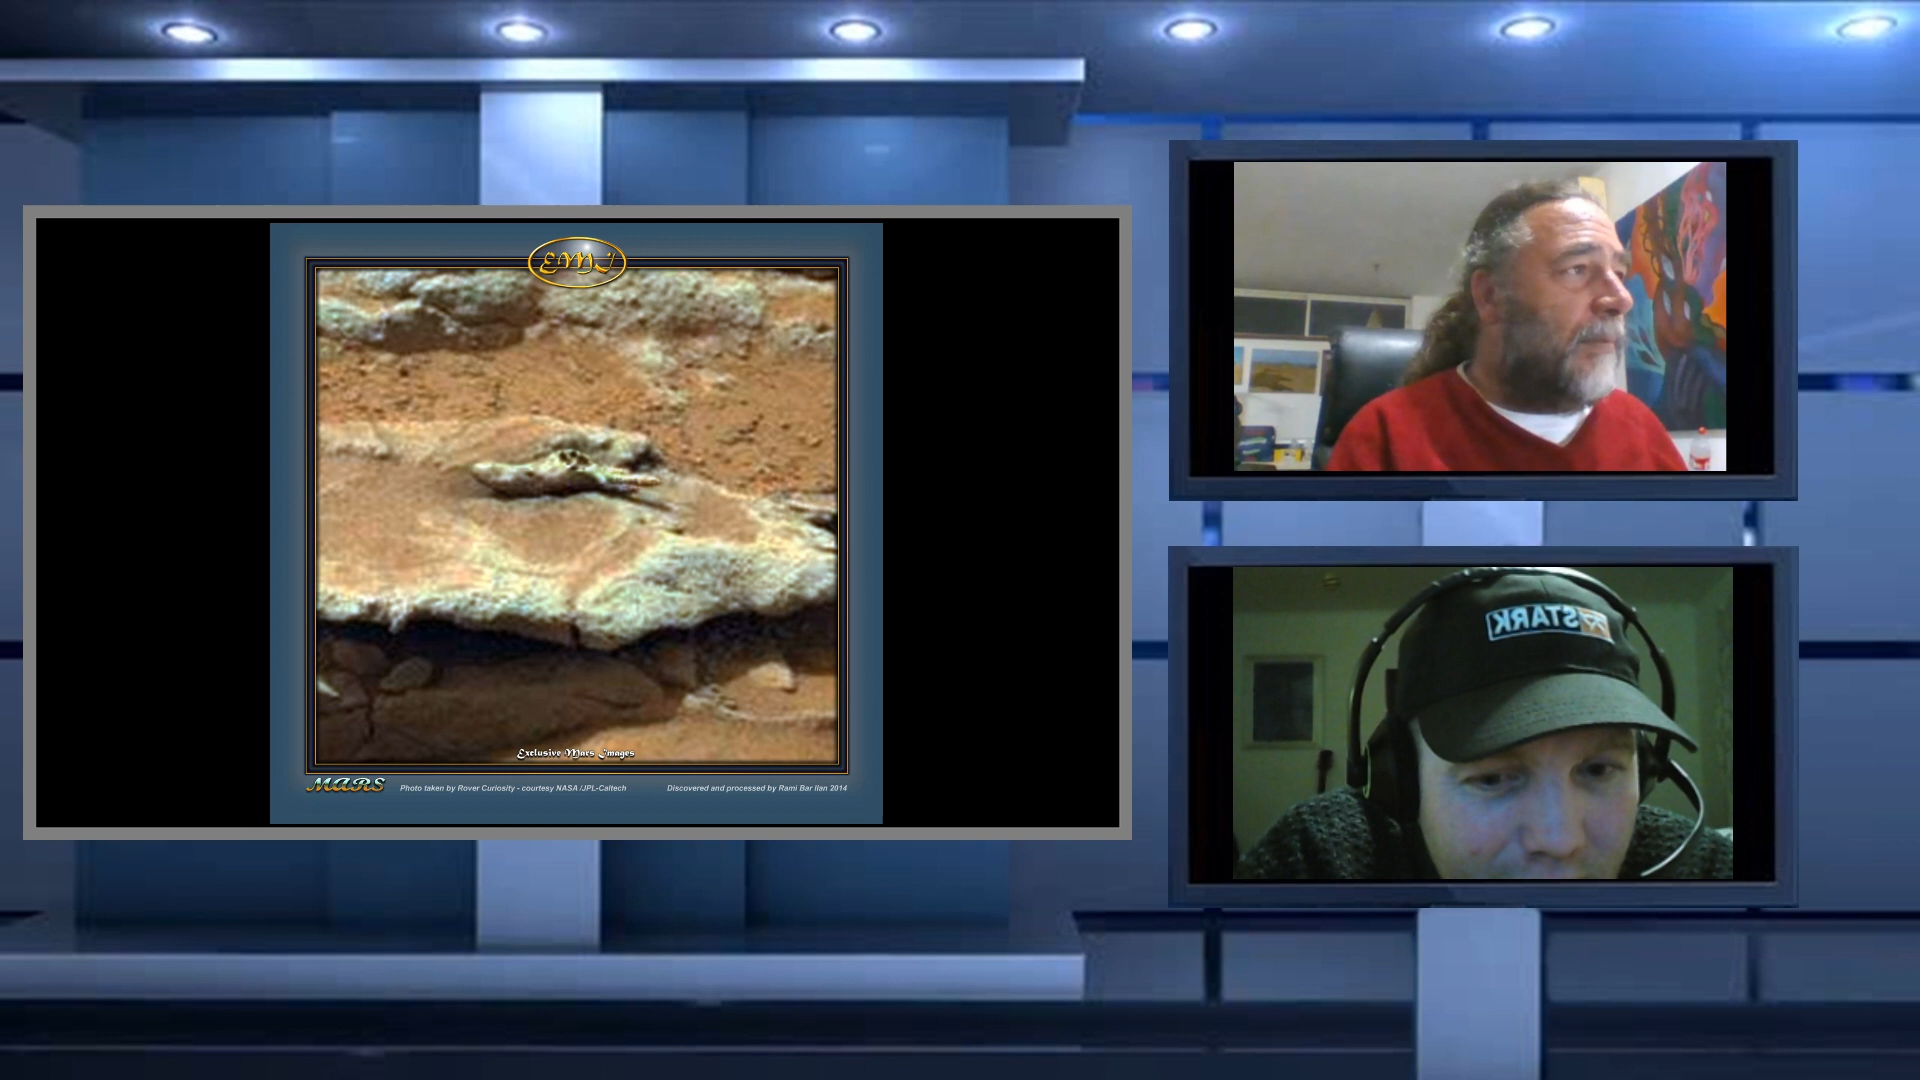 EMI
Exclusive Mars Images
MARS
Photo taken by Rover Curiosity - courtesy NASA /JPL-Caltech
Discovered and processed by Rami Bar Ilan 2014
STARK